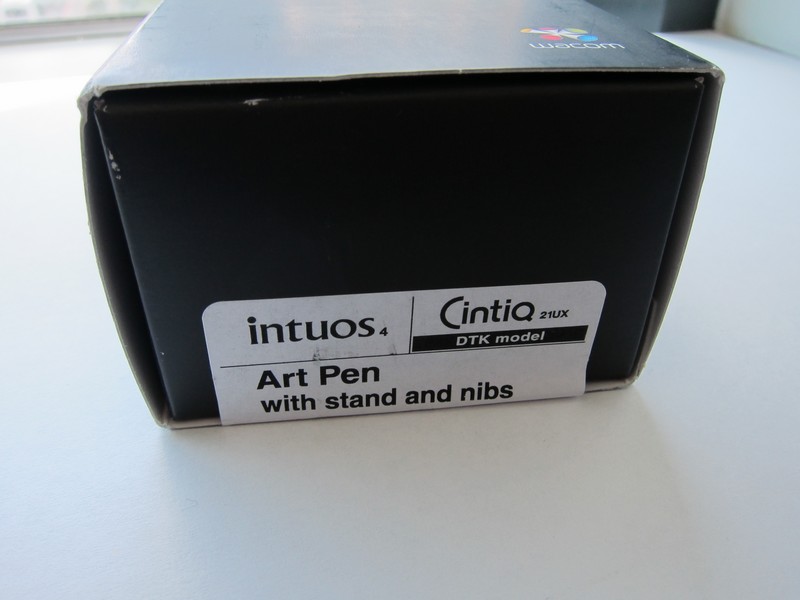 wacom
intuos4
Cintiq 21UX
DTK model
Art Pen
with stand and nibs